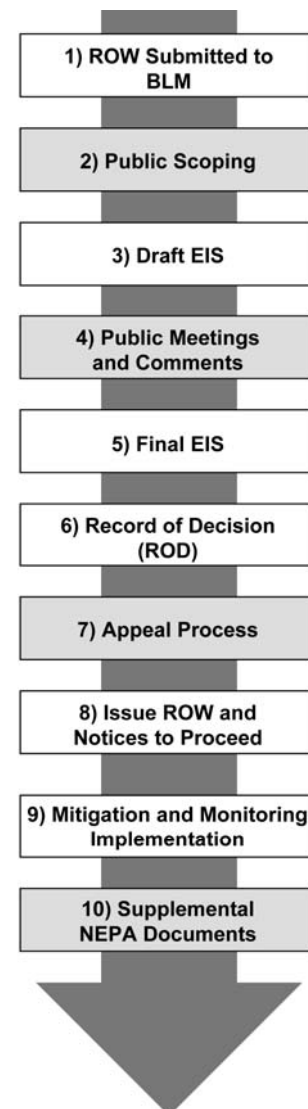 1) ROW Submitted to
BLM
2) Public Scoping
3) Draft EIS
4) Public Meetings
and Comments
5) Final EIS
6) Record of Decision
(ROD)
7) Appeal Process
8) Issue ROW and
Notices to Proceed
9) Mitigation and Monitoring
Implementation
10) Supplemental
NEPA Documents